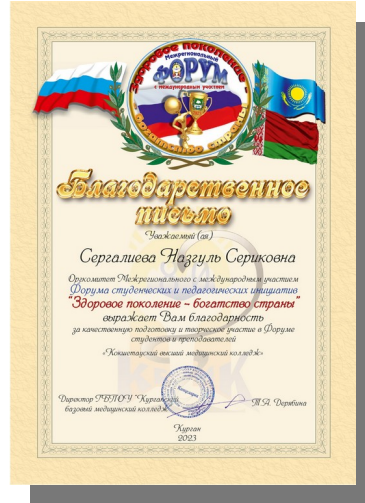 Здоровое поколение -
богатство страны
Межрегиональный
ФОРУМ
с международным участием
Благодарственное
письмо
Уважаемый (ая)
Сергалиева Назгуль Сериковна
Оргкомитет Межрегионального с международным участием
Форума студенческих и педагогических инициатив
"Здоровое поколение – богатство страны"
выражает Вам благодарность
за качественную подготовку и творческое участие в Форуме
студентов и преподавателей
«Кокшетауский высший медицинский колледж»
Директор ГБПОУ "Курганский
базовый медицинский колледж"
Т.А. Дерябина
Курган
2023